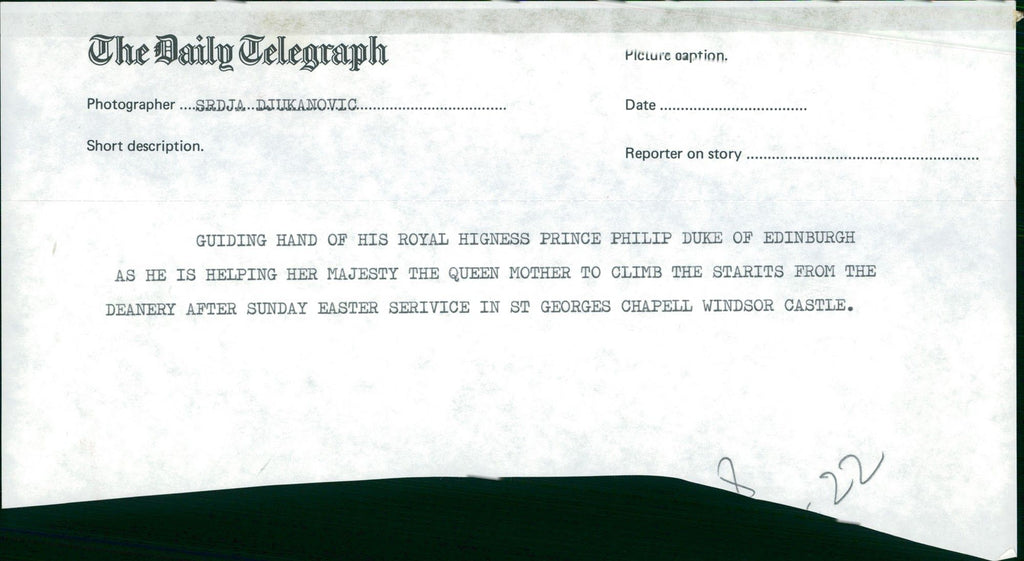 The Daily Telegraph
Picture caption.
Photographer ....SRDJA..DJUKANOVIC....................................
Date ..................................
Short description.
Reporter on story ......................................................
GUIDING HAND OF HIS ROYAL HIGNESS PRINCE PHILIP DUKE OF EDINBURGH
AS HE IS HELPING HER MAJESTY THE QUEEN MOTHER TO CLIMB THE STARITS FROM THE
DEANERY AFTER SUNDAY EASTER SERIVICE IN ST GEORGES CHAPELL WINDSOR CASTLE.
22